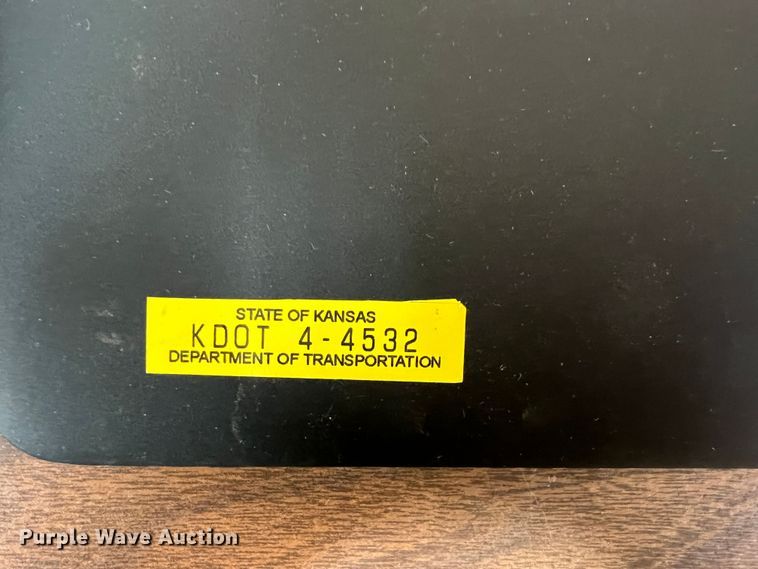 STATE OF KANSAS
KDOT 4-4532
DEPARTMENT OF TRANSPORTATION
Purple Wave Auction